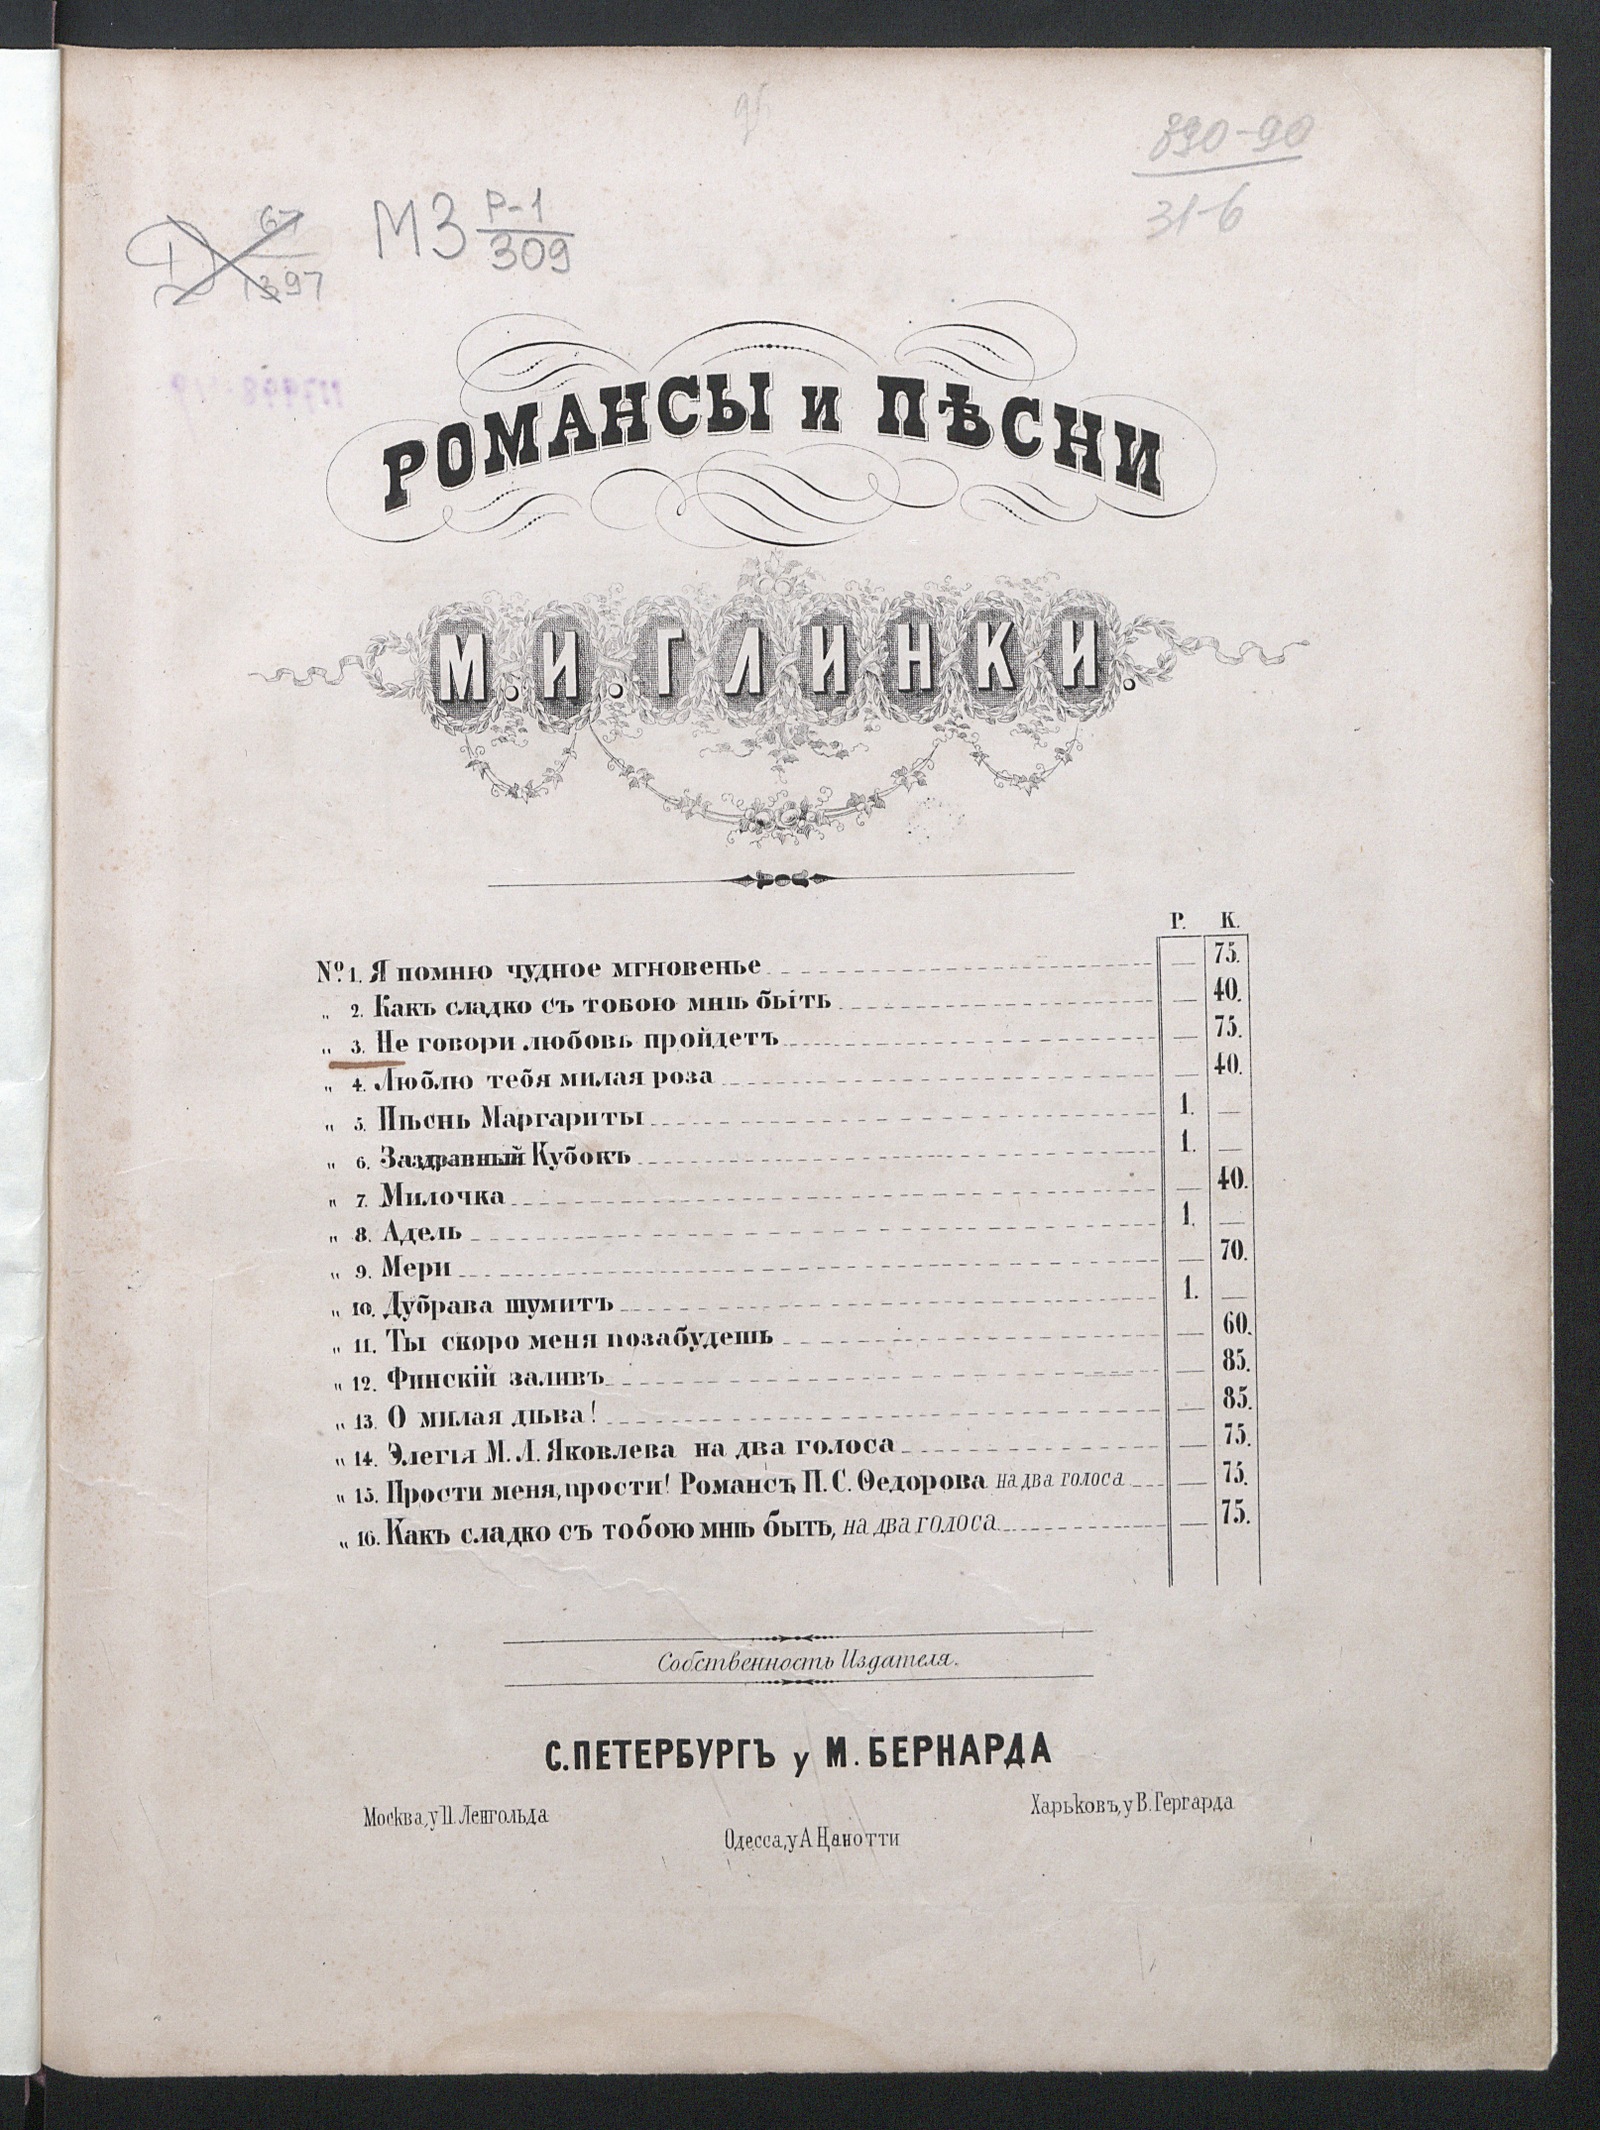 890-90
31-6
67
1397
МЗ Р-1
309
РОМАНСЫ И ПѢСНИ
М. И. ГЛИНКИ.
Р. К.
№ 1. Я помню чудное мгновенье — 75.
„ 2. Какъ сладко съ тобою мнѣ быть — 40.
„ 3. Не говори любовь пройдетъ — 75.
„ 4. Люблю тебя милая роза — 40.
„ 5. Пѣснь Маргариты 1. —
„ 6. Заздравный Кубокъ 1. —
„ 7. Милочка — 40.
„ 8. Адель 1. —
„ 9. Мери — 70.
„ 10. Дубрава шумитъ 1. —
„ 11. Ты скоро меня позабудешь — 60.
„ 12. Финскій заливъ — 85.
„ 13. О милая дѣва! — 85.
„ 14. Элегія М. Л. Яковлева на два голоса — 75.
„ 15. Прости меня, прости! Романсъ П. С. Ѳедорова на два голоса — 75.
„ 16. Какъ сладко съ тобою мнѣ быть, на два голоса — 75.
Собственность Издателя.
С. ПЕТЕРБУРГЪ у М. БЕРНАРДА
Москва, у П. Ленгольда
Харьковъ, у В. Гергарда
Одесса, у А Цанотти